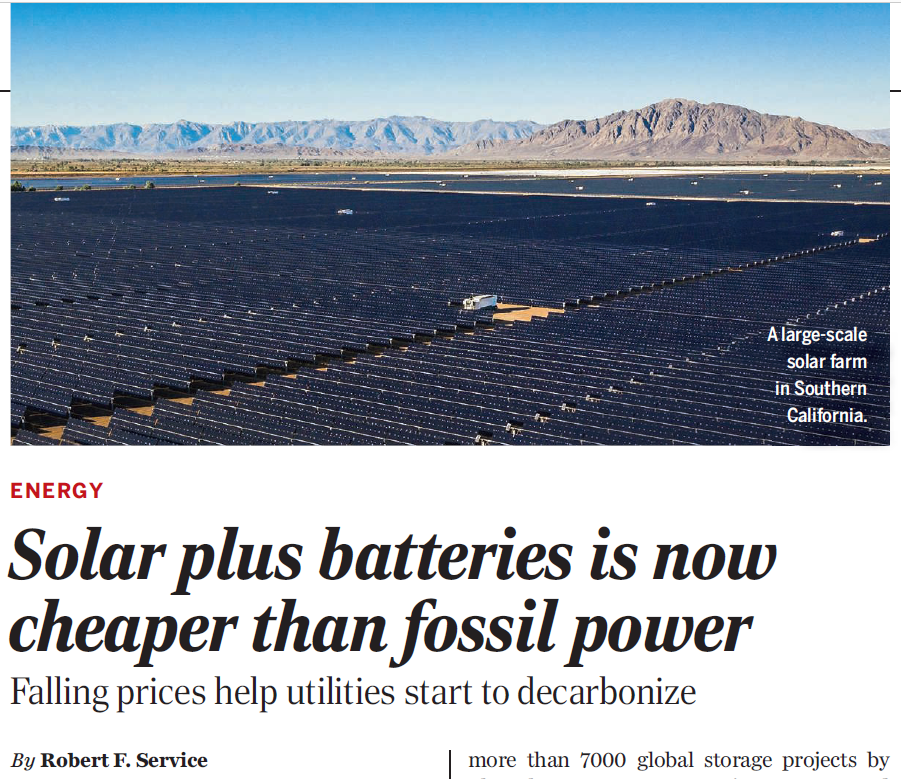 A large-scale
solar farm
in Southern
California.
ENERGY
Solar plus batteries is now
cheaper than fossil power
Falling prices help utilities start to decarbonize
By Robert F. Service
more than 7000 global storage projects by